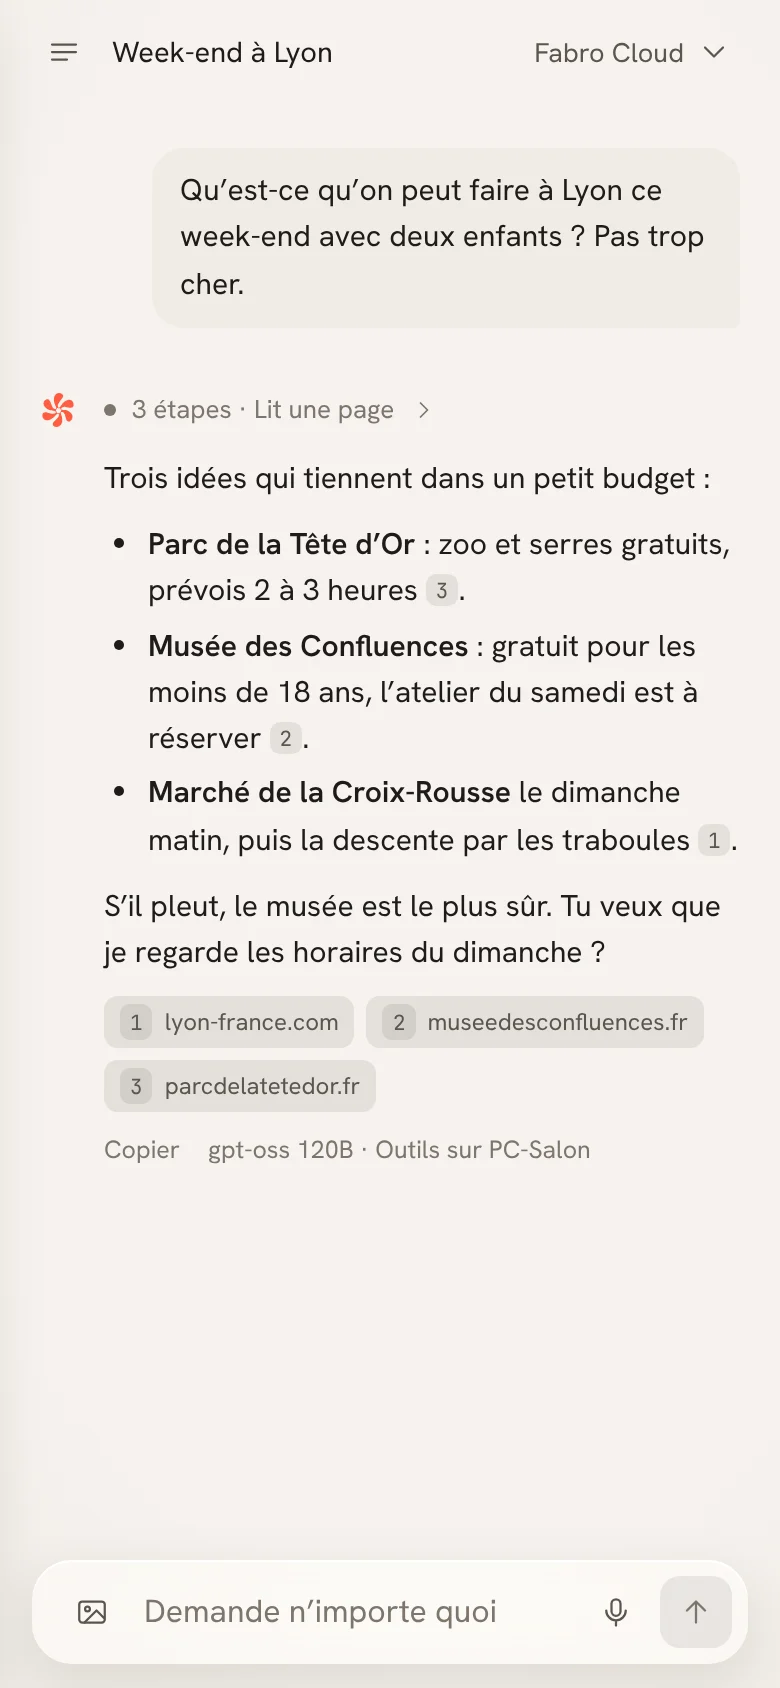 Week-end à Lyon
Fabro Cloud
Qu’est-ce qu’on peut faire à Lyon ce
week-end avec deux enfants ? Pas trop
cher.
3 étapes · Lit une page
Trois idées qui tiennent dans un petit budget :
• Parc de la Tête d’Or : zoo et serres gratuits,
prévois 2 à 3 heures 3.
• Musée des Confluences : gratuit pour les
moins de 18 ans, l’atelier du samedi est à
réserver 2.
• Marché de la Croix-Rousse le dimanche
matin, puis la descente par les traboules 1.
S’il pleut, le musée est le plus sûr. Tu veux que
je regarde les horaires du dimanche ?
1 lyon-france.com 2 museedesconfluences.fr
3 parcdelatetedor.fr
Copier gpt-oss 120B · Outils sur PC-Salon
Demande n’importe quoi